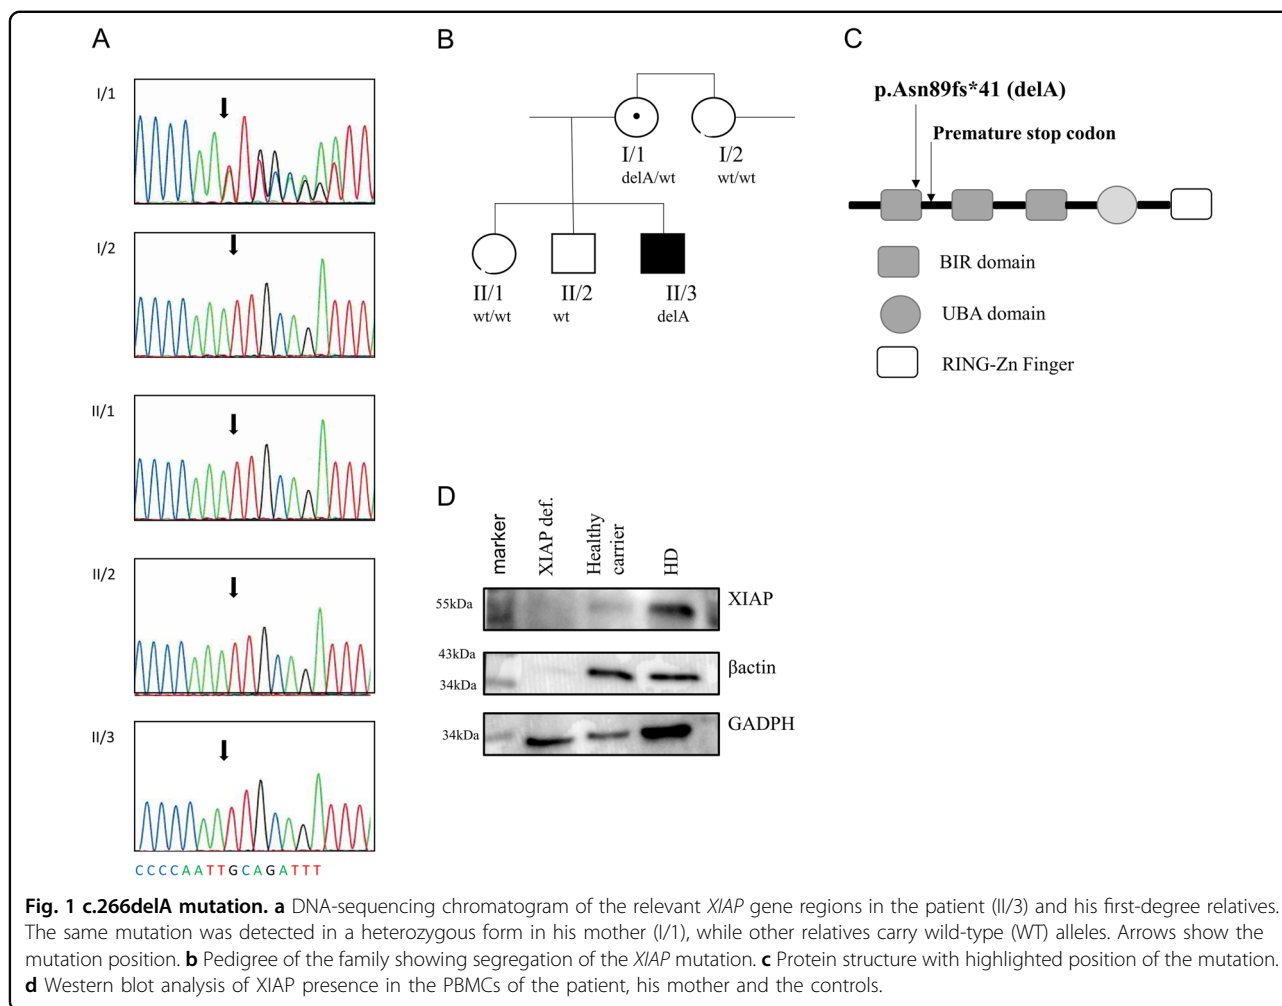 A
I/1
I/2
II/1
II/2
II/3
CCCCAATTGCAGATTT
B
I/1
delA/wt
I/2
wt/wt
II/1
wt/wt
II/2
wt
II/3
delA
C
p.Asn89fs*41 (delA)
Premature stop codon
BIR domain
UBA domain
RING-Zn Finger
D
marker
XIAP def.
Healthy
carrier
HD
55kDa
XIAP
43kDa
34kDa
βactin
34kDa
GADPH
Fig. 1 c.266delA mutation. a DNA-sequencing chromatogram of the relevant XIAP gene regions in the patient (II/3) and his first-degree relatives.
The same mutation was detected in a heterozygous form in his mother (I/1), while other relatives carry wild-type (WT) alleles. Arrows show the
mutation position. b Pedigree of the family showing segregation of the XIAP mutation. c Protein structure with highlighted position of the mutation.
d Western blot analysis of XIAP presence in the PBMCs of the patient, his mother and the controls.